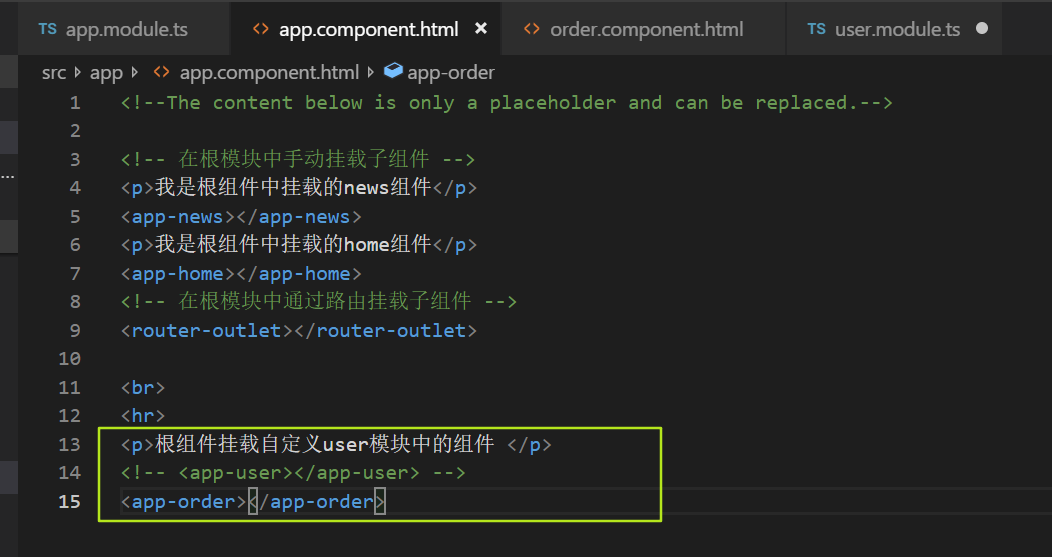 TS app.module.ts <> app.component.html × <> order.component.html TS user.module.ts ●
src app <> app.component.html app-order
1 <!--The content below is only a placeholder and can be replaced.-->
2
3 <!-- 在根模块中手动挂载子组件 -->
4 <p>我是根组件中挂载的news组件</p>
5 <app-news></app-news>
6 <p>我是根组件中挂载的home组件</p>
7 <app-home></app-home>
8 <!-- 在根模块中通过路由挂载子组件 -->
9 <router-outlet></router-outlet>
10
11 <br>
12 <hr>
13 <p>根组件挂载自定义user模块中的组件 </p>
14 <!-- <app-user></app-user> -->
15 <app-order></app-order>